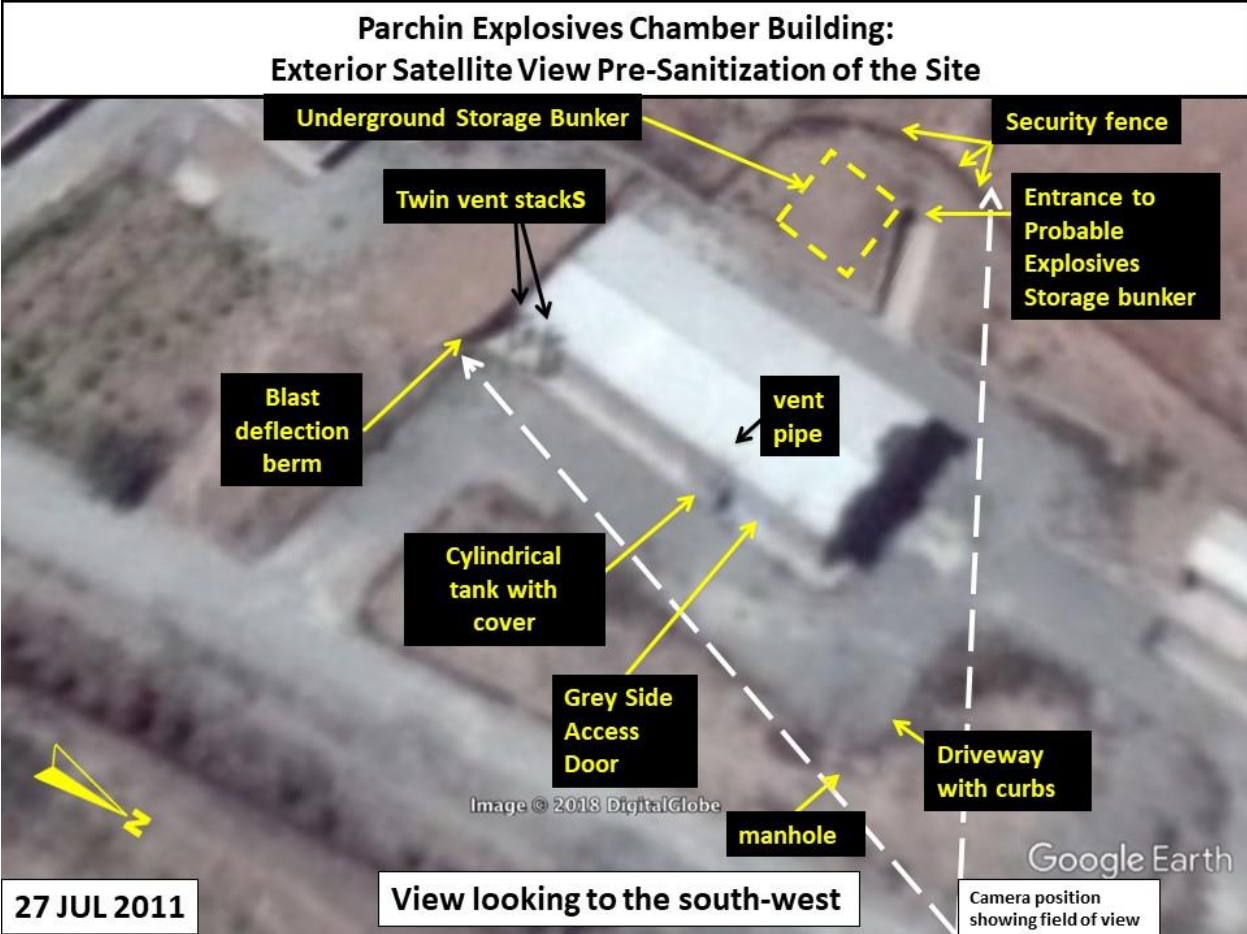 Parchin Explosives Chamber Building:
Exterior Satellite View Pre-Sanitization of the Site
Underground Storage Bunker
Security fence
Twin vent stacks
Entrance to
Probable
Explosives
Storage bunker
Blast
deflection
berm
vent
pipe
Cylindrical
tank with
cover
Grey Side
Access
Door
Driveway
with curbs
manhole
N
Image © 2018 DigitalGlobe
Google Earth
27 JUL 2011
View looking to the south-west
Camera position
showing field of view